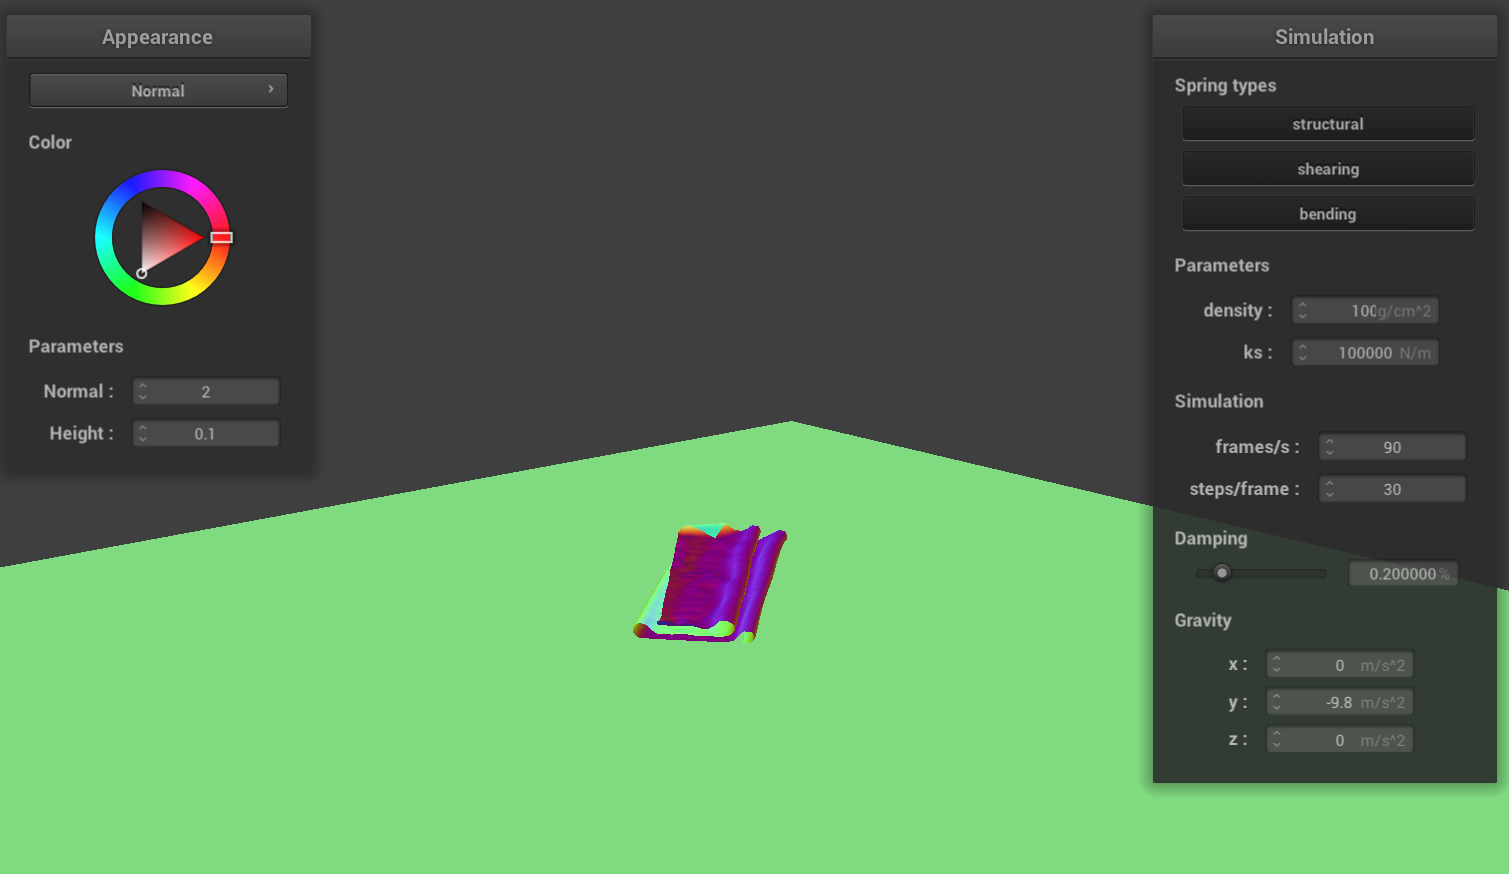 Appearance
Normal
Color
Parameters
Normal : 2
Height : 0.1
Simulation
Spring types
structural
shearing
bending
Parameters
density : 100g/cm^2
ks : 100000 N/m
Simulation
frames/s : 90
steps/frame : 30
Damping
0.200000 %
Gravity
x : 0 m/s^2
y : -9.8 m/s^2
z : 0 m/s^2